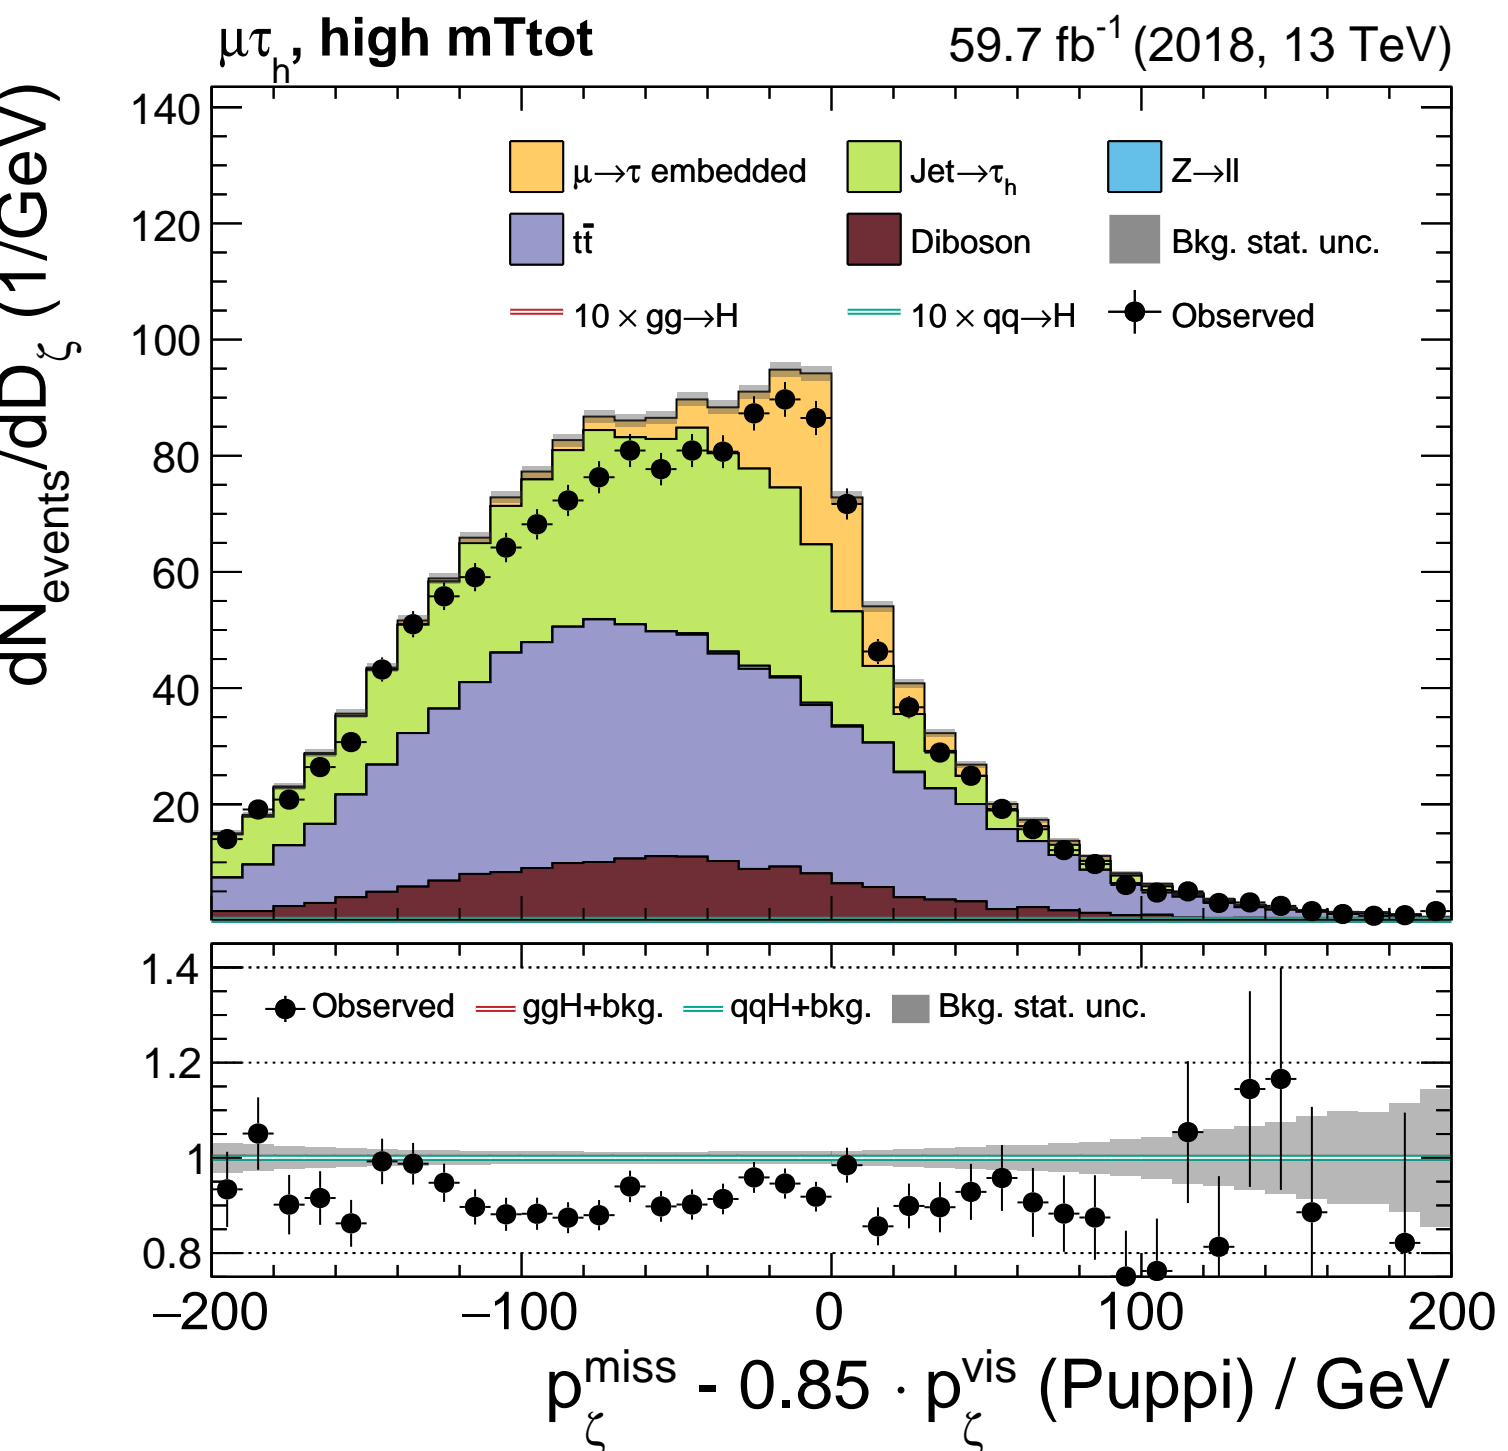 μτh, high mTtot
59.7 fb-1 (2018, 13 TeV)
dNevents/dDζ (1/GeV)
140
120
100
80
60
40
20
μ→τ embedded
Jet→τh
Z→ll
tt̄
Diboson
Bkg. stat. unc.
10 × gg→H
10 × qq→H
Observed
1.4
1.2
1
0.8
Observed
ggH+bkg.
qqH+bkg.
Bkg. stat. unc.
−200
−100
0
100
200
pζmiss - 0.85 · pζvis (Puppi) / GeV